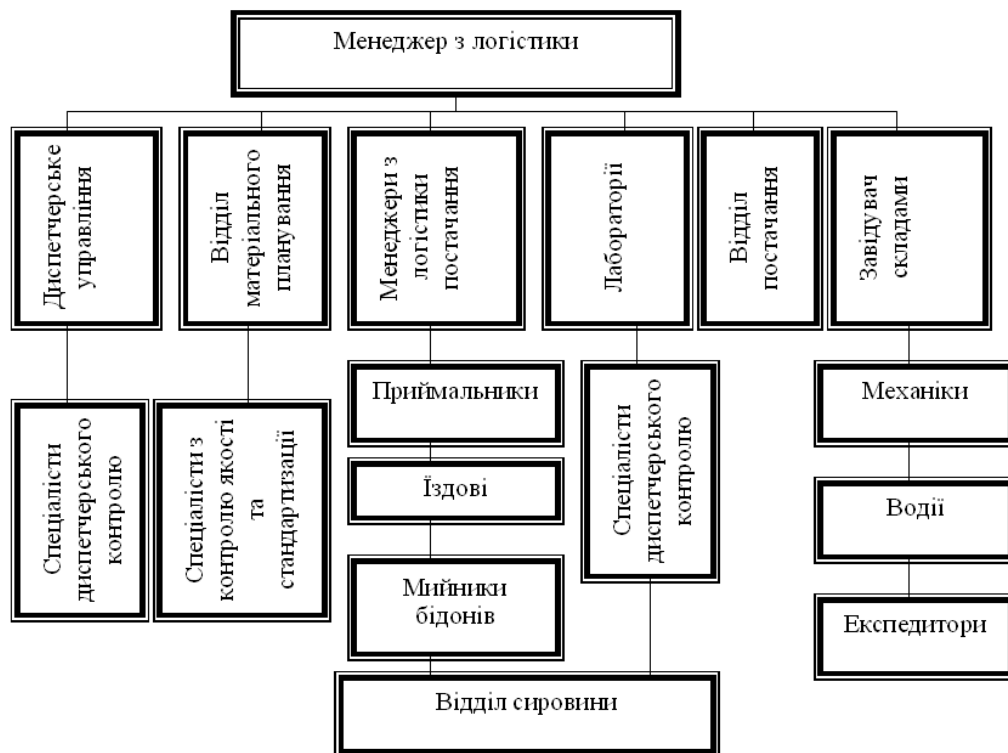 Менеджер з логістики
Диспетчерське
управління
Відділ
матеріального
планування
Менеджери з
логістики
постачання
Лабораторії
Відділ
постачання
Завідувач
складами
Спеціалісти
диспетчерського
контролю
Спеціалісти з
контролю якості
та
стандартизації
Приймальники
Їздові
Мийники
бідонів
Спеціалісти
диспетчерського
контролю
Механіки
Водії
Експедитори
Відділ сировини